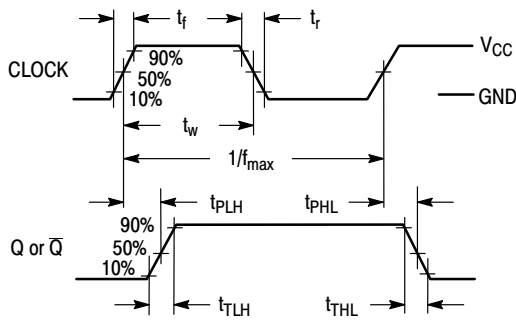 tf
tr
CLOCK
90%
50%
10%
VCC
GND
tw
1/fmax
tPLH
tPHL
Q or Q̅
90%
50%
10%
tTLH
tTHL